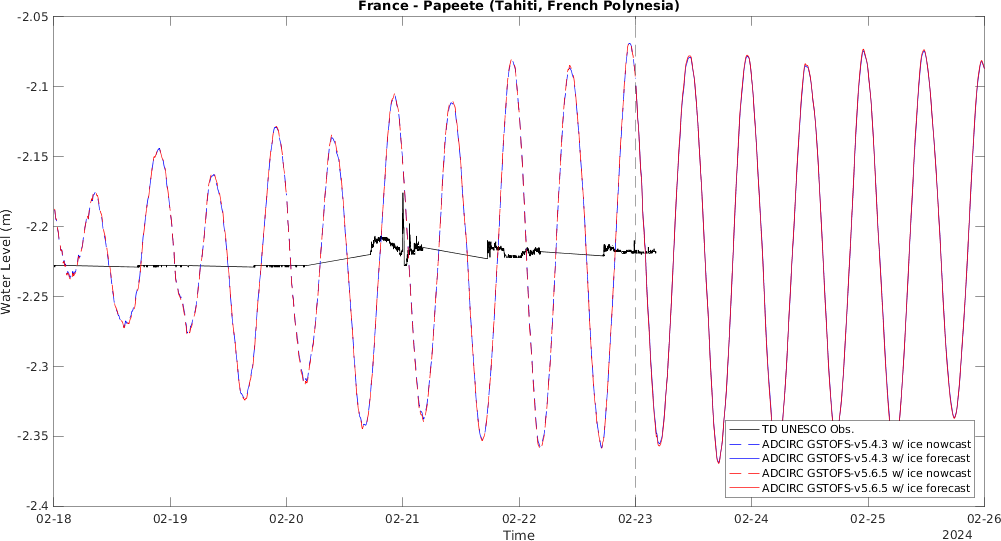 France - Papeete (Tahiti, French Polynesia)
-2.05
-2.1
-2.15
-2.2
-2.25
-2.3
-2.35
-2.4
Water Level (m)
TD UNESCO Obs.
ADCIRC GSTOFS-v5.4.3 w/ ice nowcast
ADCIRC GSTOFS-v5.4.3 w/ ice forecast
ADCIRC GSTOFS-v5.6.5 w/ ice nowcast
ADCIRC GSTOFS-v5.6.5 w/ ice forecast
02-18 02-19 02-20 02-21 02-22 02-23 02-24 02-25 02-26
Time
2024